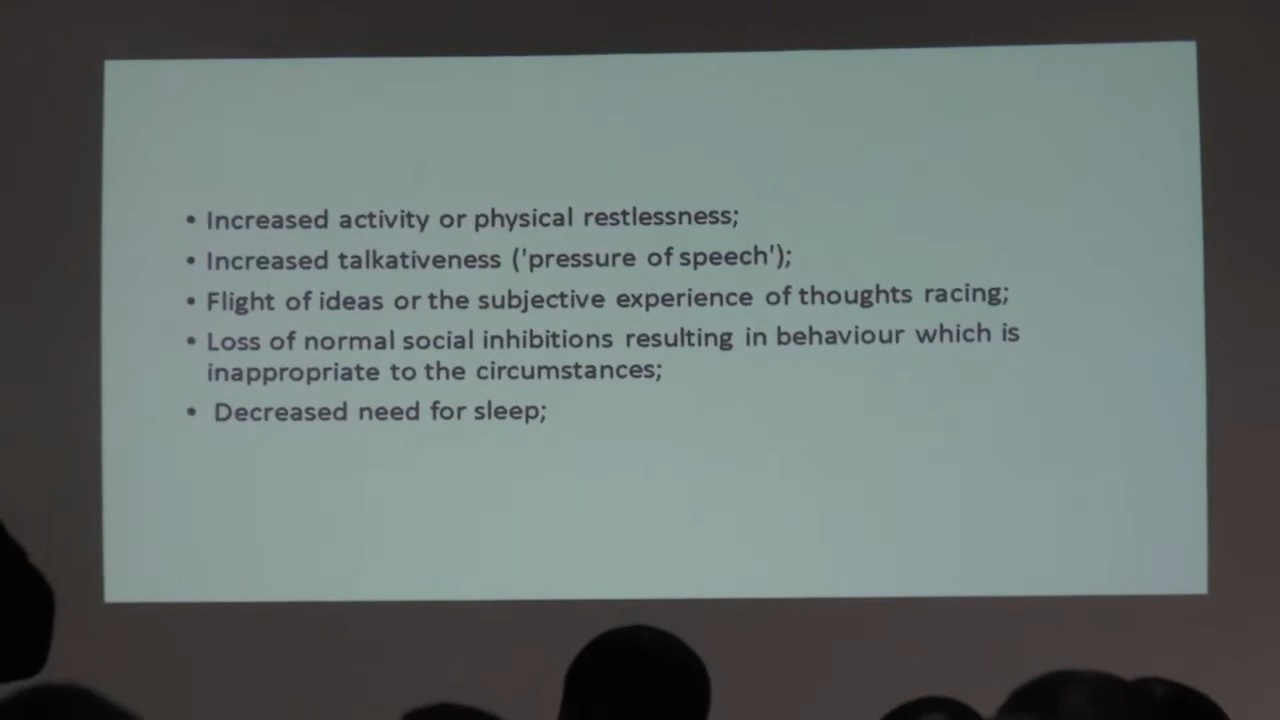 • Increased activity or physical restlessness;
• Increased talkativeness ('pressure of speech');
• Flight of ideas or the subjective experience of thoughts racing;
• Loss of normal social inhibitions resulting in behaviour which is
inappropriate to the circumstances;
• Decreased need for sleep;